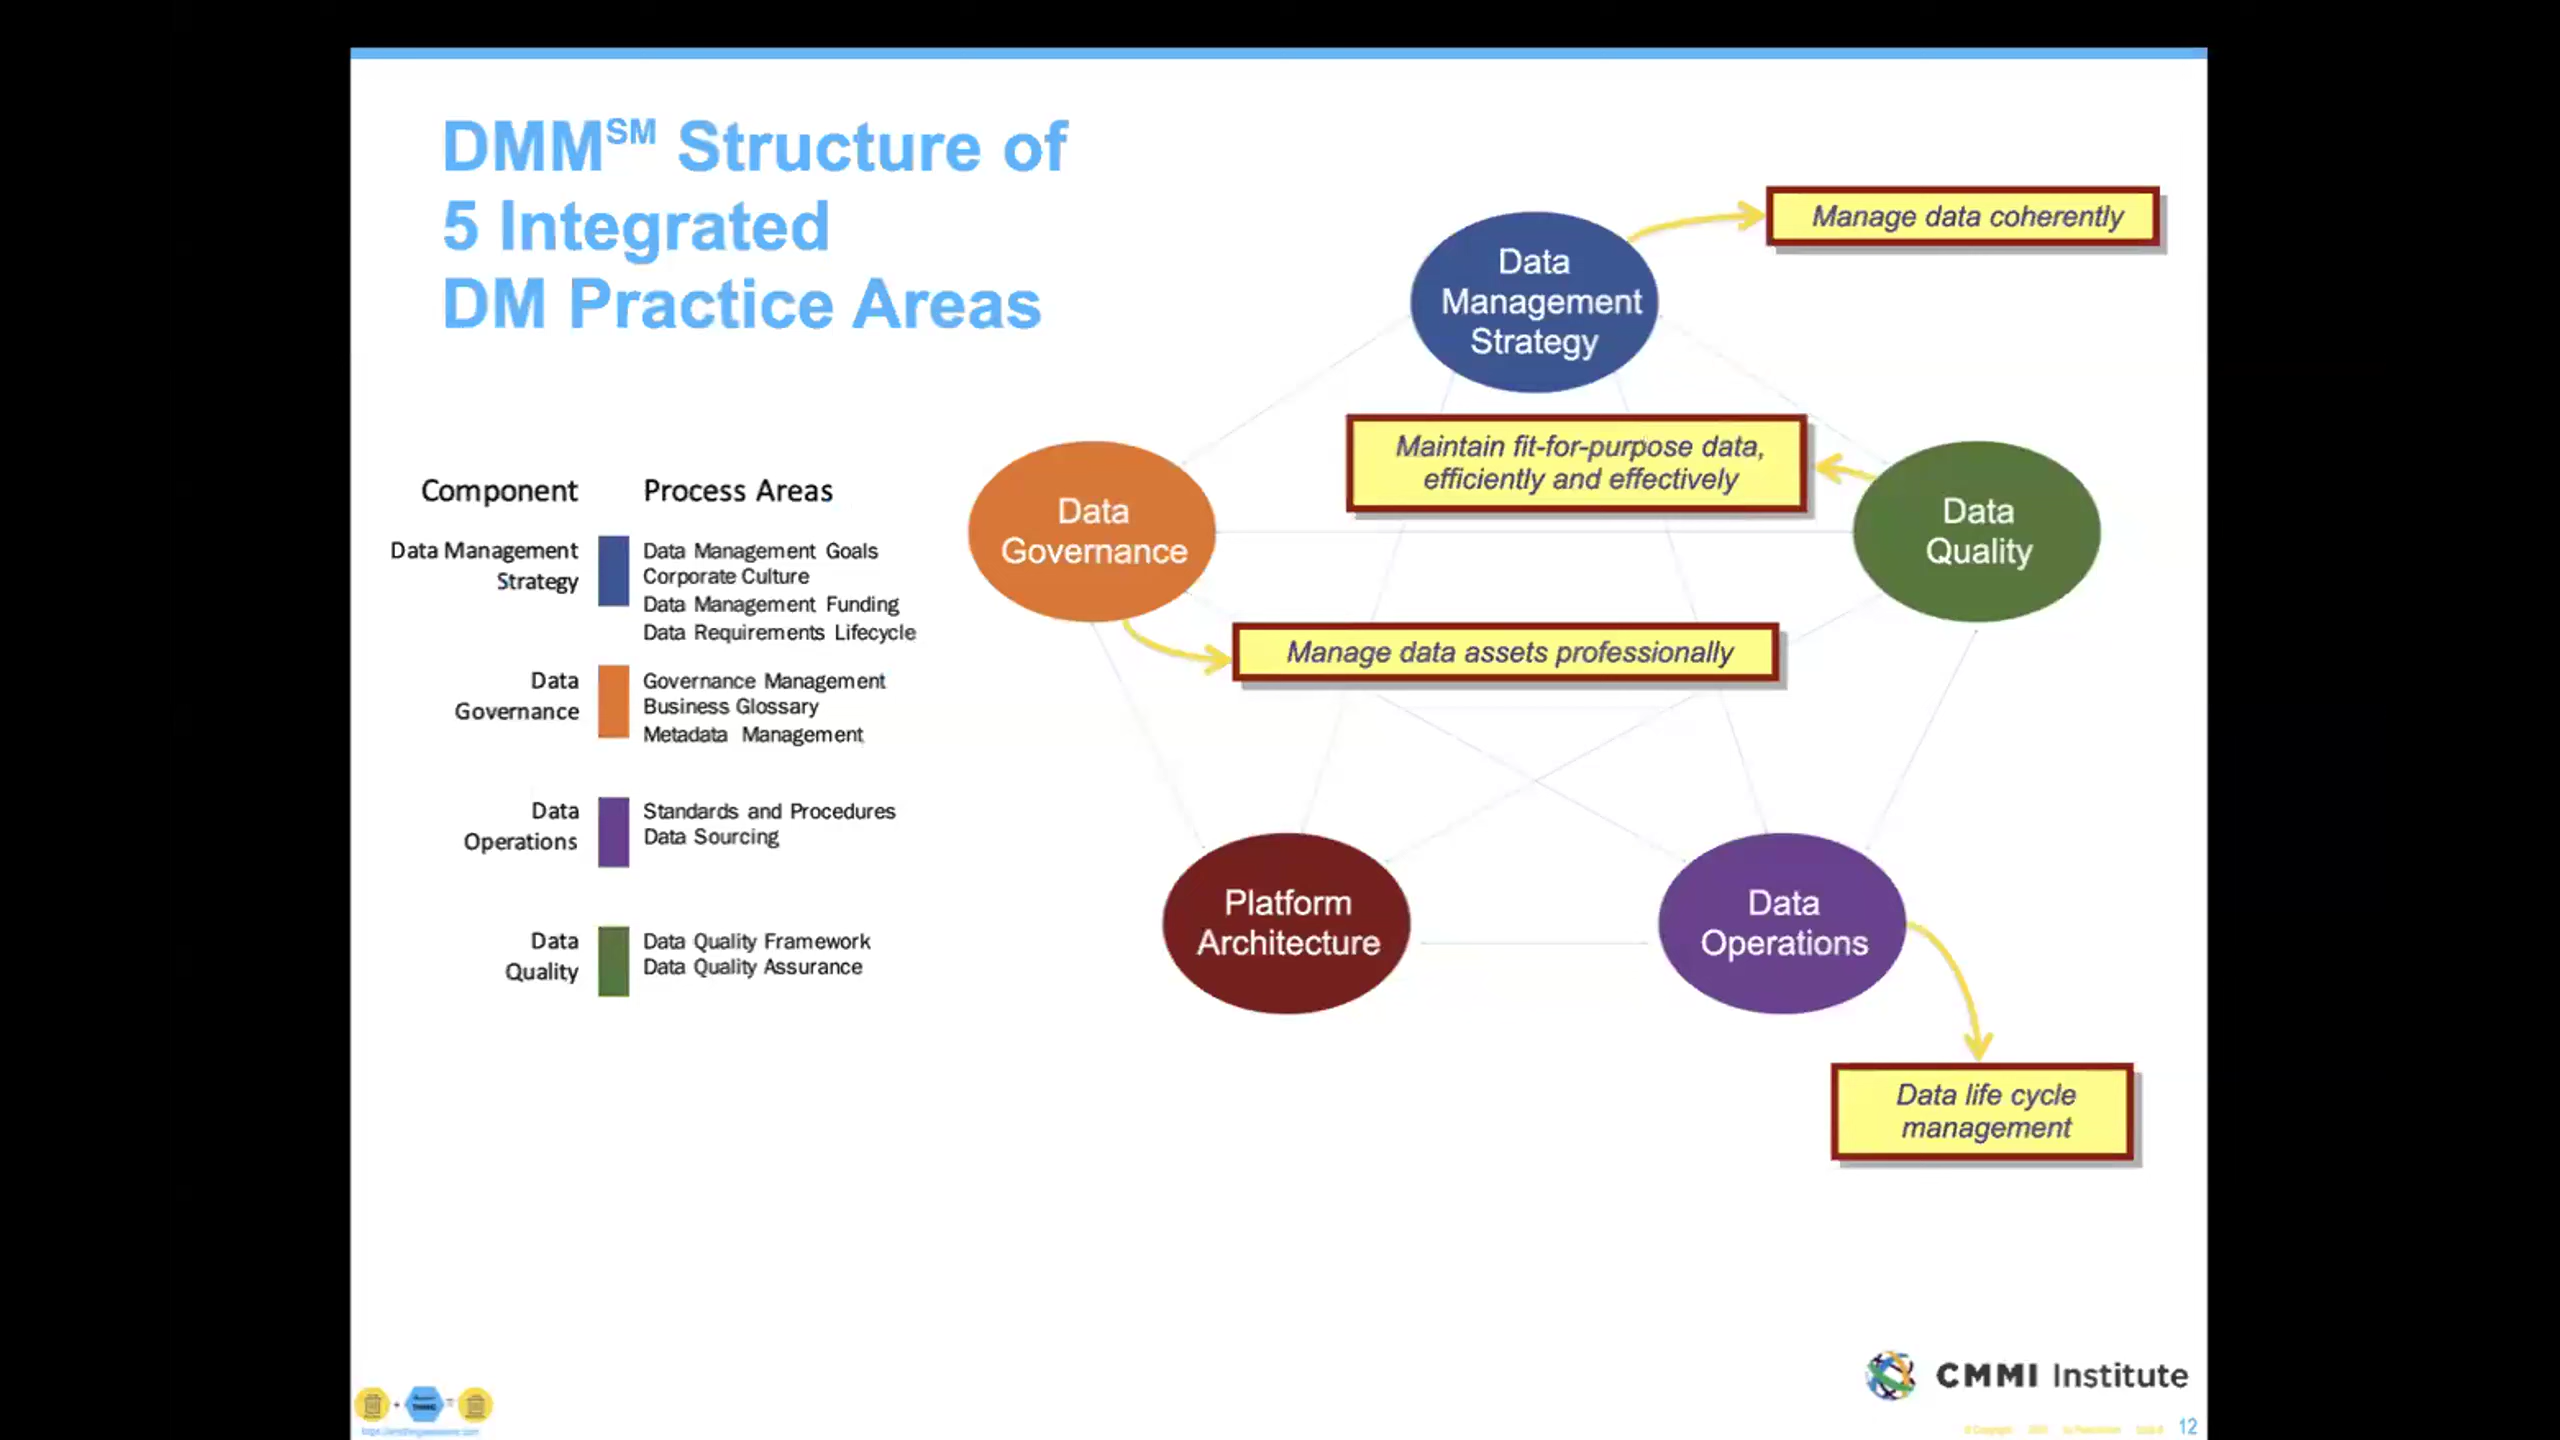 DMM SM Structure of
5 Integrated
DM Practice Areas
Component Process Areas
Data Management
Strategy
Data Management Goals
Corporate Culture
Data Management Funding
Data Requirements Lifecycle
Data
Governance
Governance Management
Business Glossary
Metadata Management
Data
Operations
Standards and Procedures
Data Sourcing
Data
Quality
Data Quality Framework
Data Quality Assurance
Data
Management
Strategy
Manage data coherently
Maintain fit-for-purpose data,
efficiently and effectively
Data
Governance
Data
Quality
Manage data assets professionally
Platform
Architecture
Data
Operations
Data life cycle
management
CMMI Institute
12